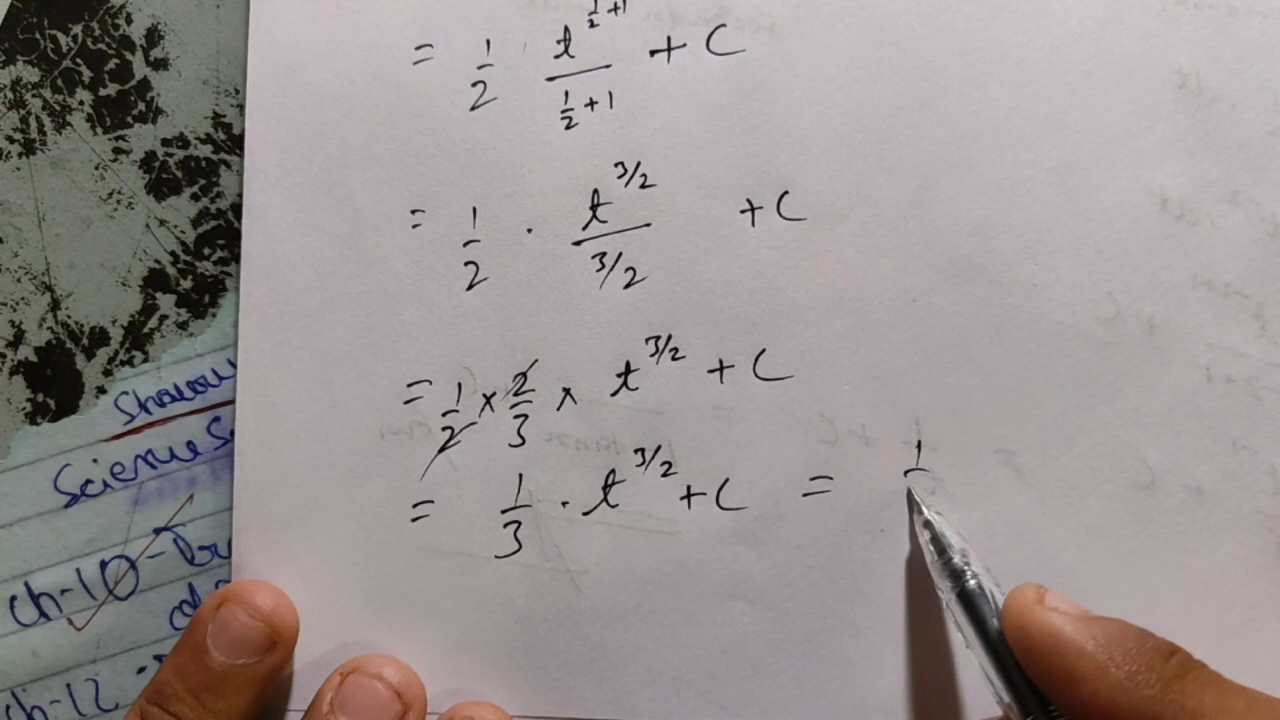 = 1/2 · t^(1/2+1)/(1/2+1) + C
= 1/2 · t^(3/2)/(3/2) + C
= 1/2 × 2/3 × t^(3/2) + C
= 1/3 · t^(3/2) + C = 1
Science S
Ch-10-
Ch-12